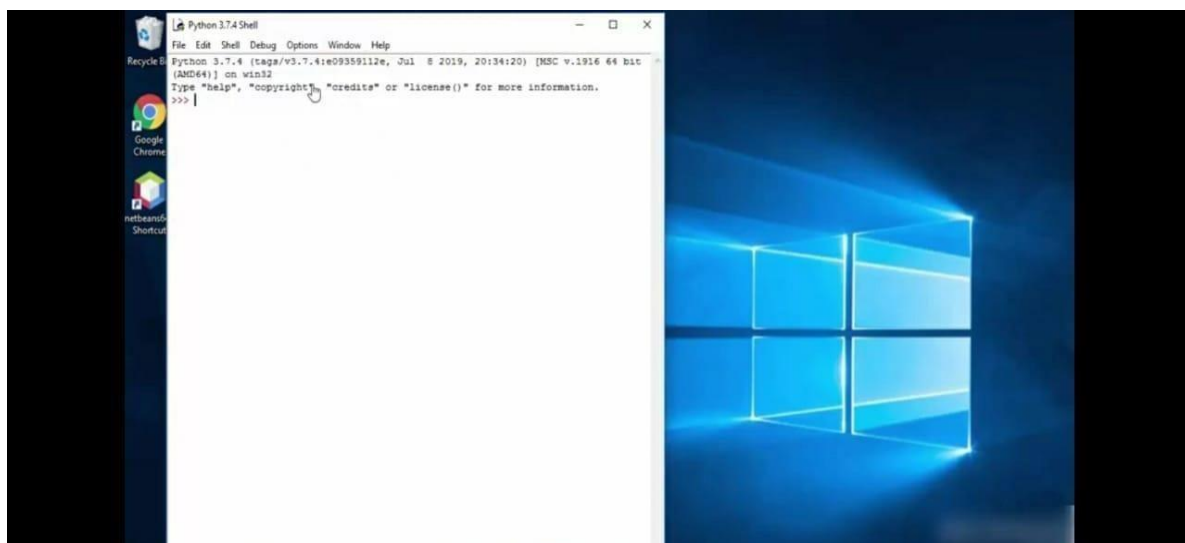 Python 3.7.4 Shell
File Edit Shell Debug Options Window Help
Python 3.7.4 (tags/v3.7.4:e09359112e, Jul 8 2019, 20:34:20) [MSC v.1916 64 bit
(AMD64)] on win32
Type "help", "copyright", "credits" or "license()" for more information.
>>>
Recycle B
Google
Chrome
netbeans6
Shortcut